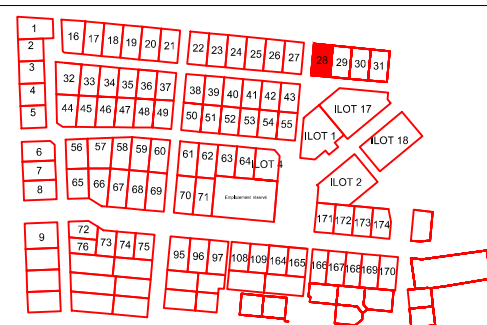 1
2
3
4
5
16 17 18 19 20 21
22 23 24 25 26 27
28 29 30 31
32 33 34 35 36 37
44 45 46 47 48 49
38 39 40 41 42 43
50 51 52 53 54 55
ILOT 17
ILOT 1
ILOT 18
6
7
8
56 57 58 59 60
65 66 67 68 69
61 62 63 64 ILOT 4
70 71 Emplacement réservé
ILOT 2
171 172 173 174
9
72
76 73 74 75
95 96 97
108 109 164 165
166 167 168 169 170